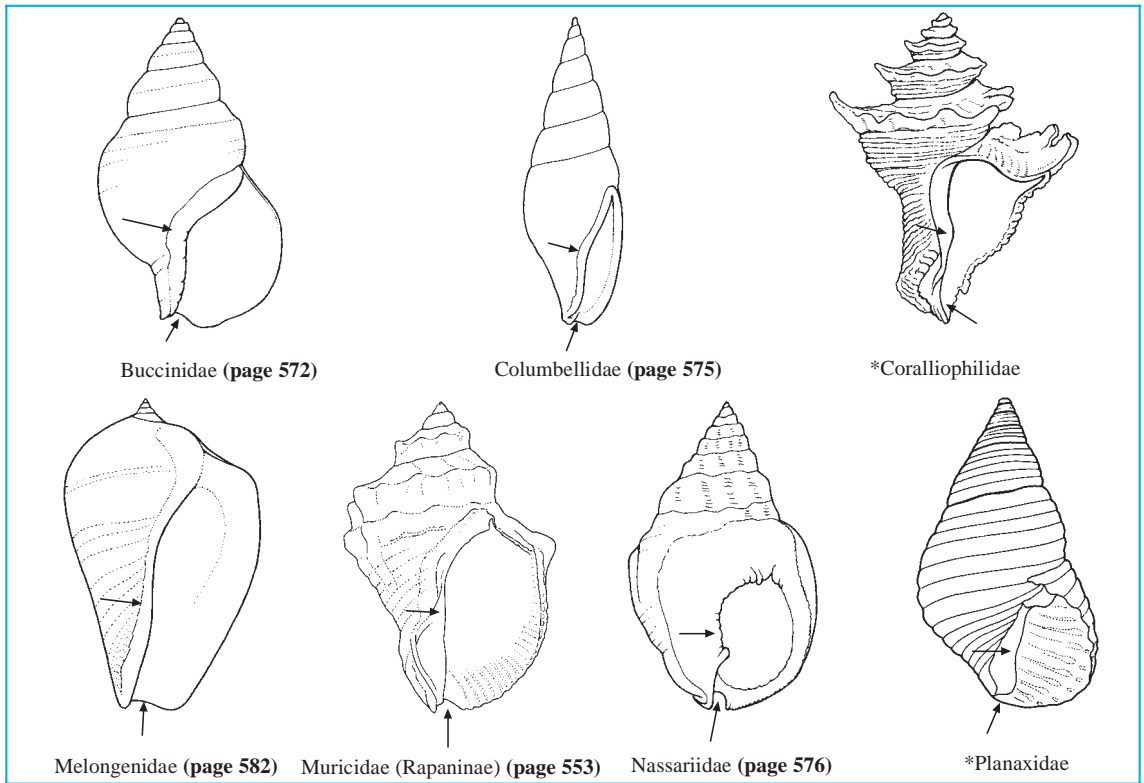 Buccinidae (page 572)
Columbellidae (page 575)
*Coralliophilidae
Melongenidae (page 582)
Muricidae (Rapaninae) (page 553)
Nassariidae (page 576)
*Planaxidae